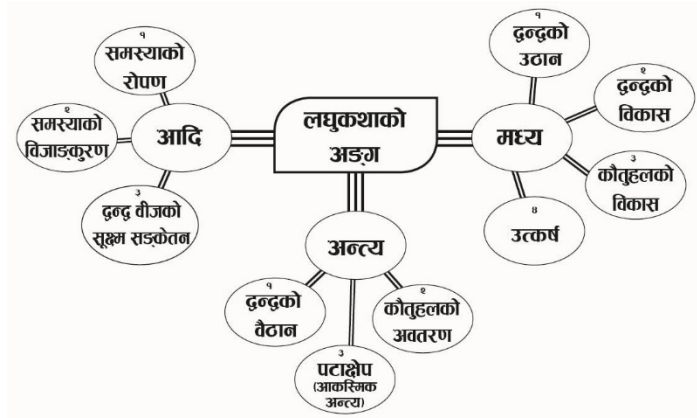 लघुकथाको
अङ्ग
आदि
१
समस्याको
रोपण
२
समस्याको
विजाङ्कुरण
३
द्वन्द्व वीजको
सूक्ष्म सङ्केतन
मध्य
१
द्वन्द्वको
उठान
२
द्वन्द्वको
विकास
३
कौतुहलको
विकास
४
उत्कर्ष
अन्त्य
१
द्वन्द्वको
वैठान
२
कौतुहलको
अवतरण
३
पटाक्षेप
(आकस्मिक
अन्त्य)